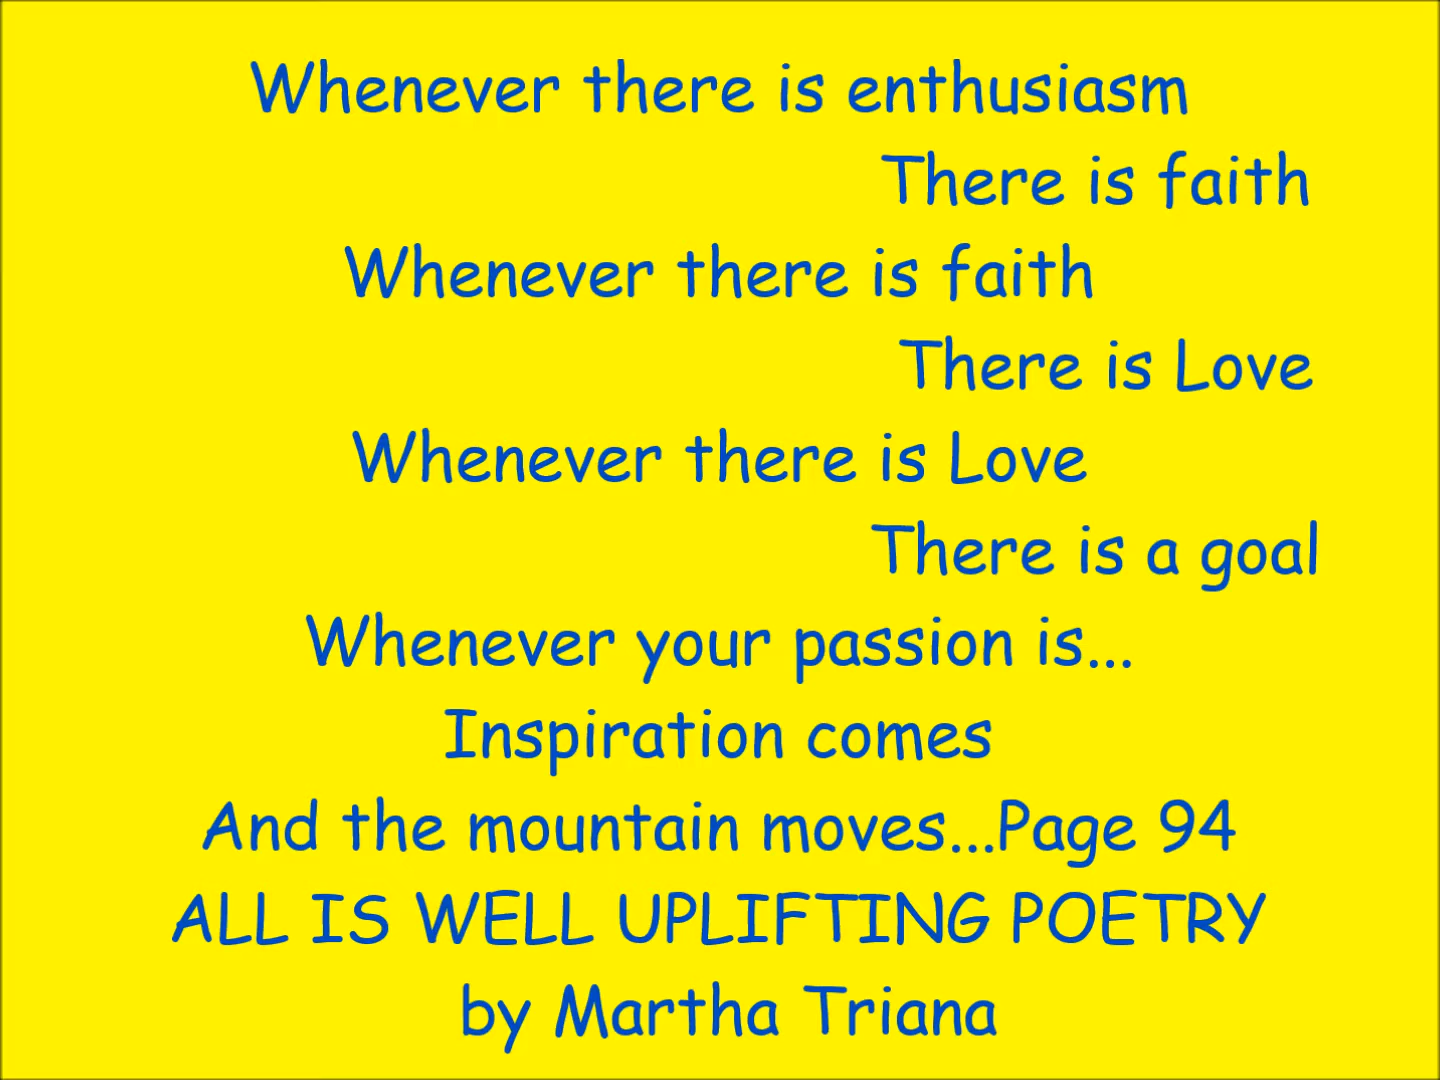 Whenever there is enthusiasm
There is faith
Whenever there is faith
There is Love
Whenever there is Love
There is a goal
Whenever your passion is...
Inspiration comes
And the mountain moves...Page 94
ALL IS WELL UPLIFTING POETRY
by Martha Triana